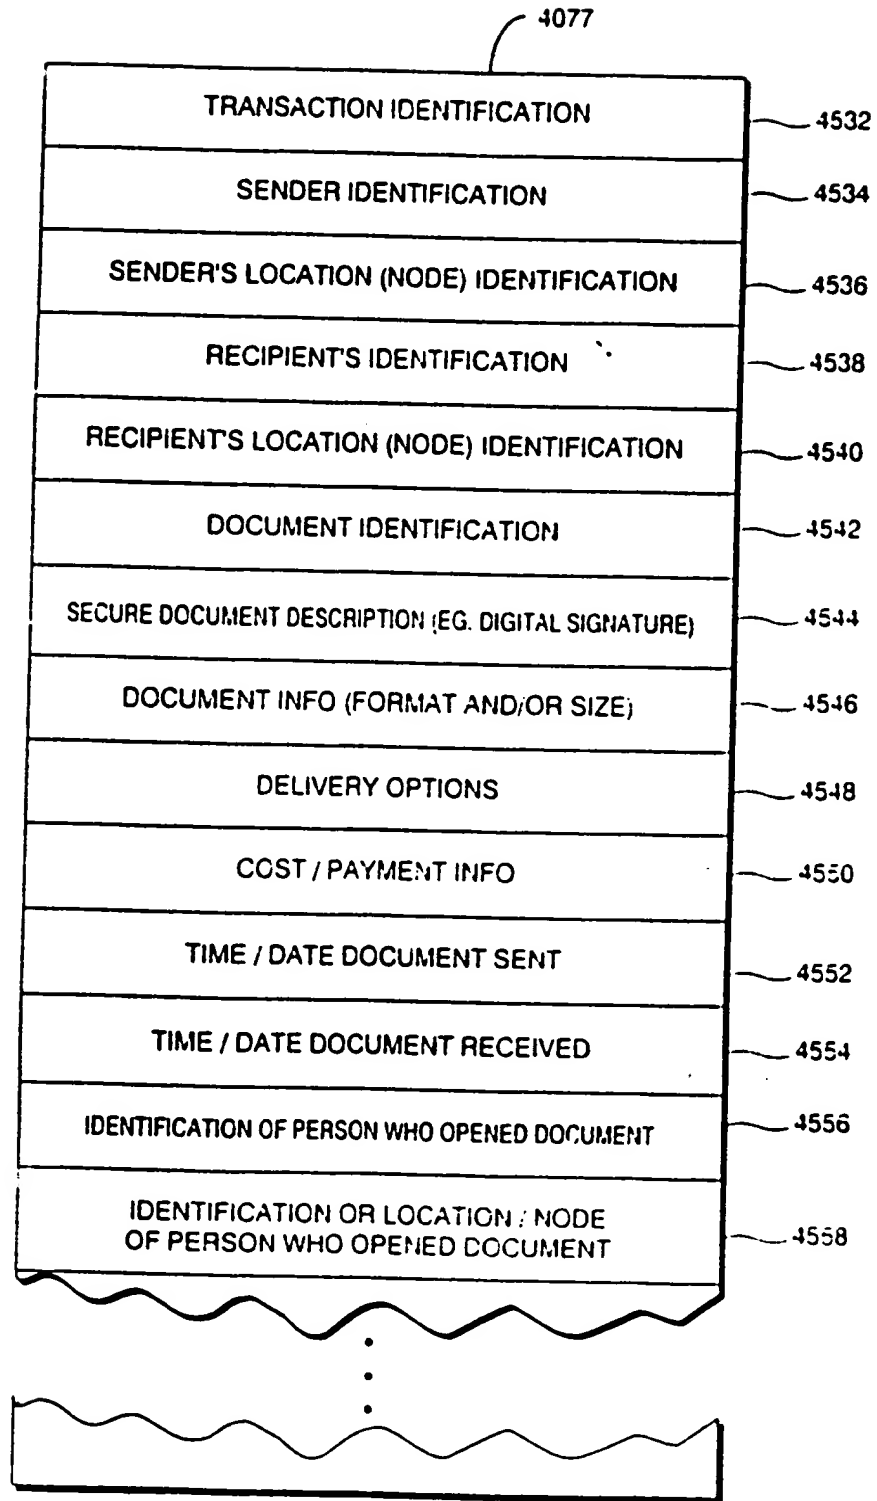 4077
TRANSACTION IDENTIFICATION 4532
SENDER IDENTIFICATION 4534
SENDER'S LOCATION (NODE) IDENTIFICATION 4536
RECIPIENT'S IDENTIFICATION 4538
RECIPIENT'S LOCATION (NODE) IDENTIFICATION 4540
DOCUMENT IDENTIFICATION 4542
SECURE DOCUMENT DESCRIPTION (EG. DIGITAL SIGNATURE) 4544
DOCUMENT INFO (FORMAT AND/OR SIZE) 4546
DELIVERY OPTIONS 4548
COST / PAYMENT INFO 4550
TIME / DATE DOCUMENT SENT 4552
TIME / DATE DOCUMENT RECEIVED 4554
IDENTIFICATION OF PERSON WHO OPENED DOCUMENT 4556
IDENTIFICATION OR LOCATION / NODE
OF PERSON WHO OPENED DOCUMENT 4558